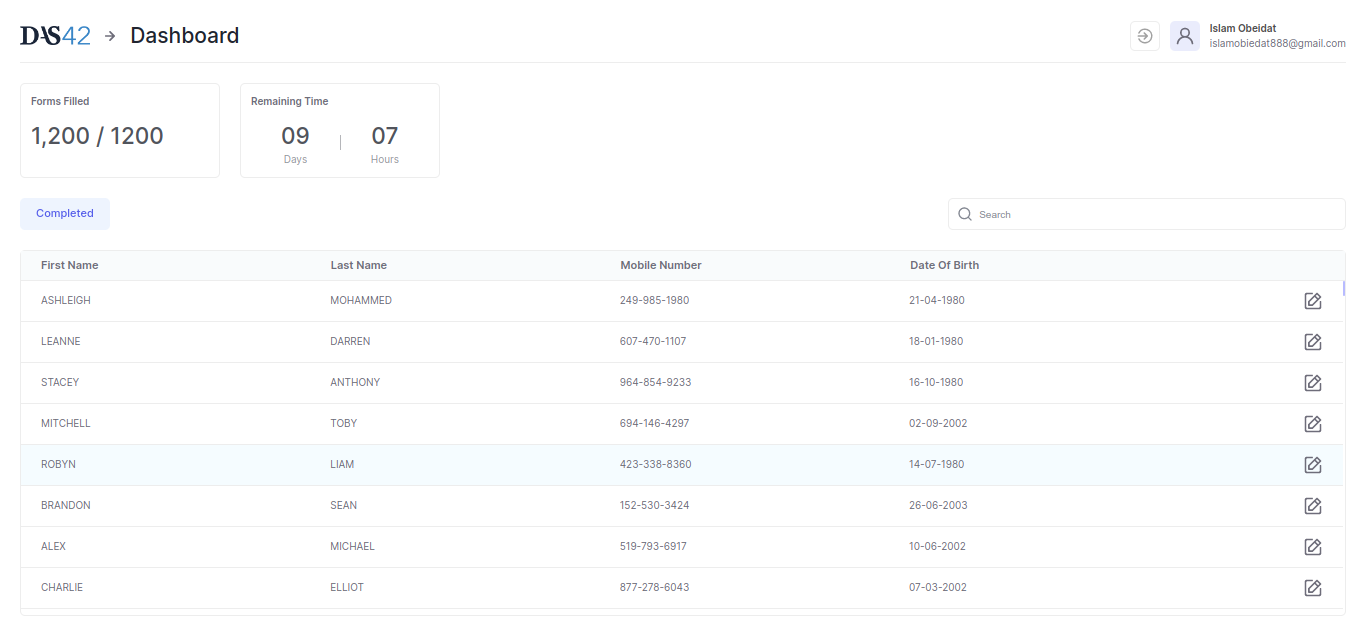 DAS42 Dashboard
Islam Obeidat
islamobiedat888@gmail.com
Forms Filled
1,200 / 1200
Remaining Time
09 07
Days Hours
Completed
Search
First Name Last Name Mobile Number Date Of Birth
ASHLEIGH MOHAMMED 249-985-1980 21-04-1980
LEANNE DARREN 607-470-1107 18-01-1980
STACEY ANTHONY 964-854-9233 16-10-1980
MITCHELL TOBY 694-146-4297 02-09-2002
ROBYN LIAM 423-338-8360 14-07-1980
BRANDON SEAN 152-530-3424 26-06-2003
ALEX MICHAEL 519-793-6917 10-06-2002
CHARLIE ELLIOT 877-278-6043 07-03-2002